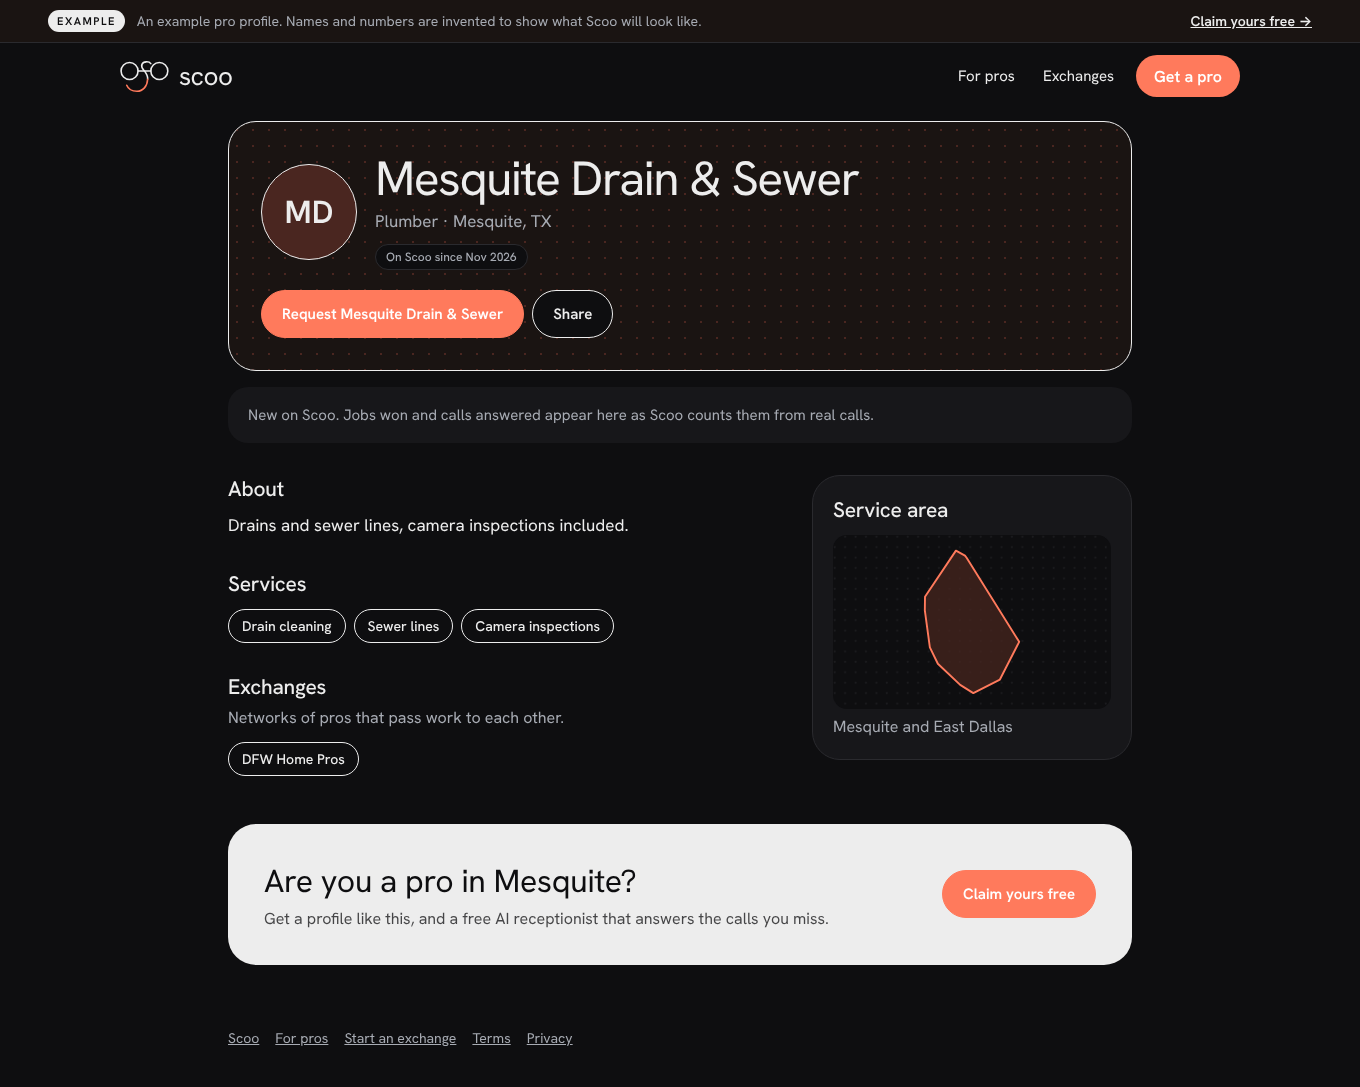 EXAMPLE An example pro profile. Names and numbers are invented to show what Scoo will look like. Claim yours free →
scoo For pros Exchanges Get a pro
MD
Mesquite Drain & Sewer
Plumber · Mesquite, TX
On Scoo since Nov 2026
Request Mesquite Drain & Sewer Share
New on Scoo. Jobs won and calls answered appear here as Scoo counts them from real calls.
About
Drains and sewer lines, camera inspections included.
Services
Drain cleaning Sewer lines Camera inspections
Exchanges
Networks of pros that pass work to each other.
DFW Home Pros
Service area
Mesquite and East Dallas
Are you a pro in Mesquite?
Get a profile like this, and a free AI receptionist that answers the calls you miss.
Claim yours free
Scoo For pros Start an exchange Terms Privacy